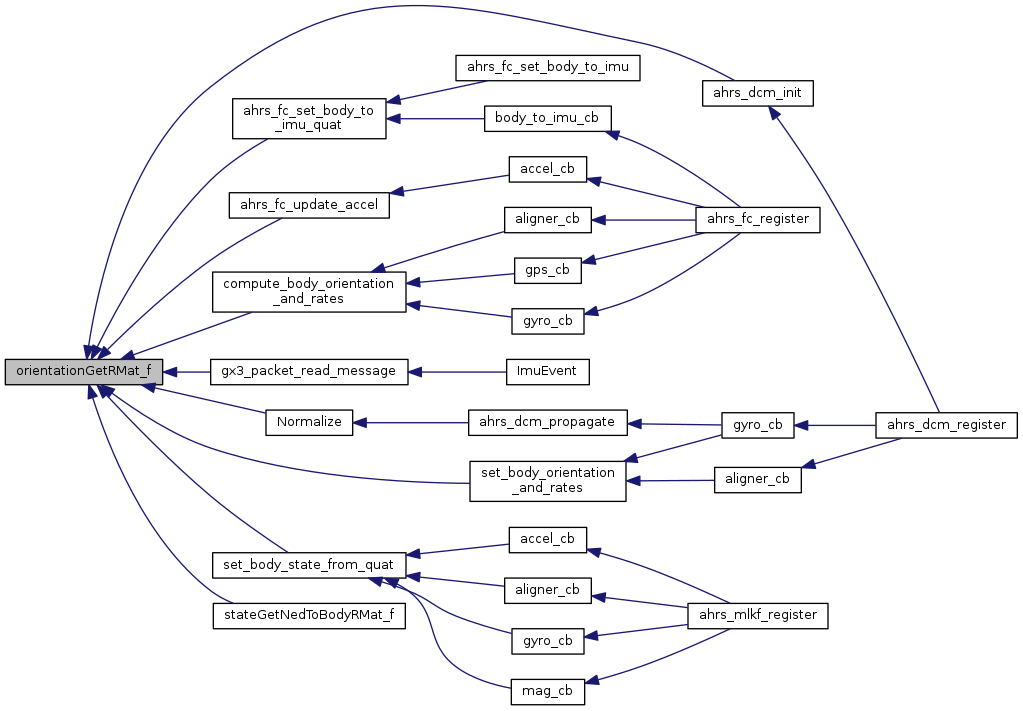 ahrs_fc_set_body_to_imu
ahrs_dcm_init
ahrs_fc_set_body_to
_imu_quat
body_to_imu_cb
accel_cb
ahrs_fc_update_accel
aligner_cb
ahrs_fc_register
gps_cb
compute_body_orientation
_and_rates
gyro_cb
orientationGetRMat_f
gx3_packet_read_message
ImuEvent
Normalize
ahrs_dcm_propagate
gyro_cb
ahrs_dcm_register
set_body_orientation
_and_rates
aligner_cb
accel_cb
set_body_state_from_quat
aligner_cb
stateGetNedToBodyRMat_f
ahrs_mlkf_register
gyro_cb
mag_cb